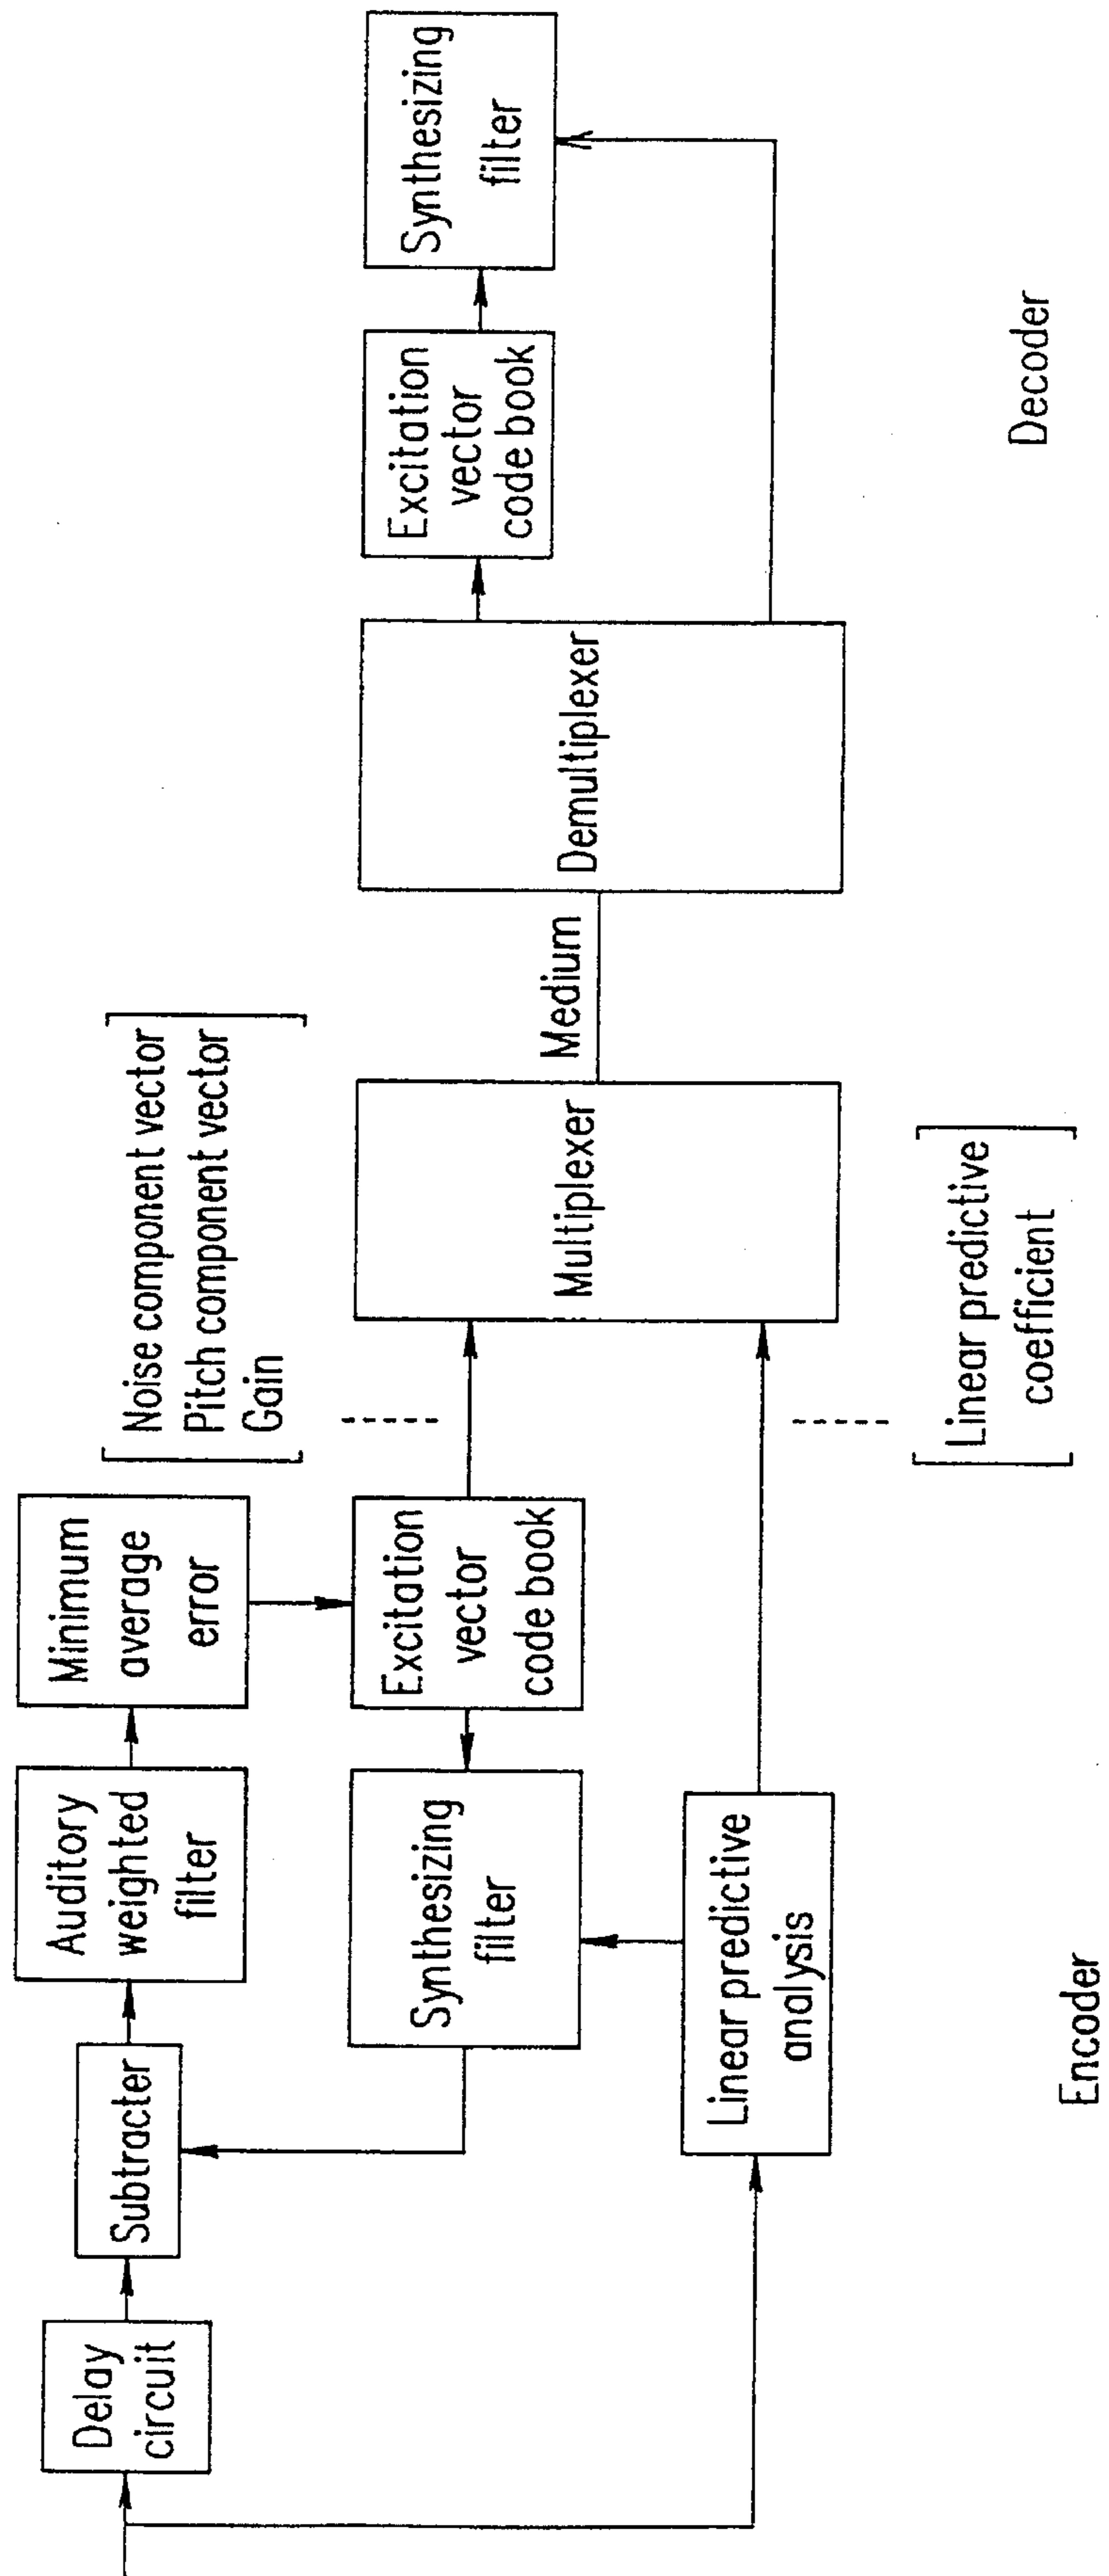 Delay
circuit
Subtracter
Auditory
weighted
filter
Minimum
average
error
Noise component vector
Pitch component vector
Gain
Synthesizing
filter
Excitation
vector
code book
Linear predictive
analysis
Linear predictive
coefficient
Multiplexer
Medium
Demultiplexer
Excitation
vector
code book
Synthesizing
filter
Encoder
Decoder